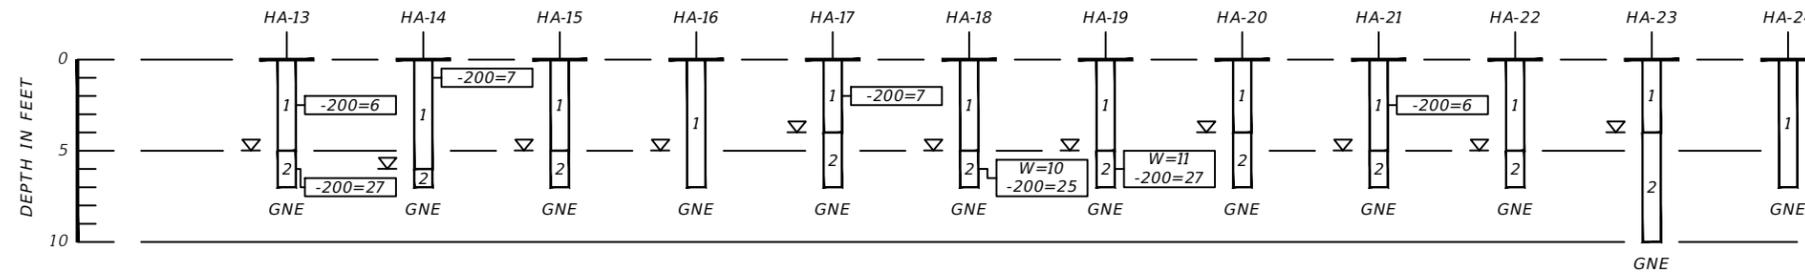 HA-13 HA-14 HA-15 HA-16 HA-17 HA-18 HA-19 HA-20 HA-21 HA-22 HA-23 HA-24
0
-200=7
1 -200=6 1 1 1 1 -200=7 1 1 1 1 -200=6 1 1 1
5
2 -200=27 2 2 2 2 W=10 2 W=11 2 2 2 2
-200=25 -200=27
GNE GNE GNE GNE GNE GNE GNE GNE GNE GNE GNE
10
GNE
DEPTH IN FEET